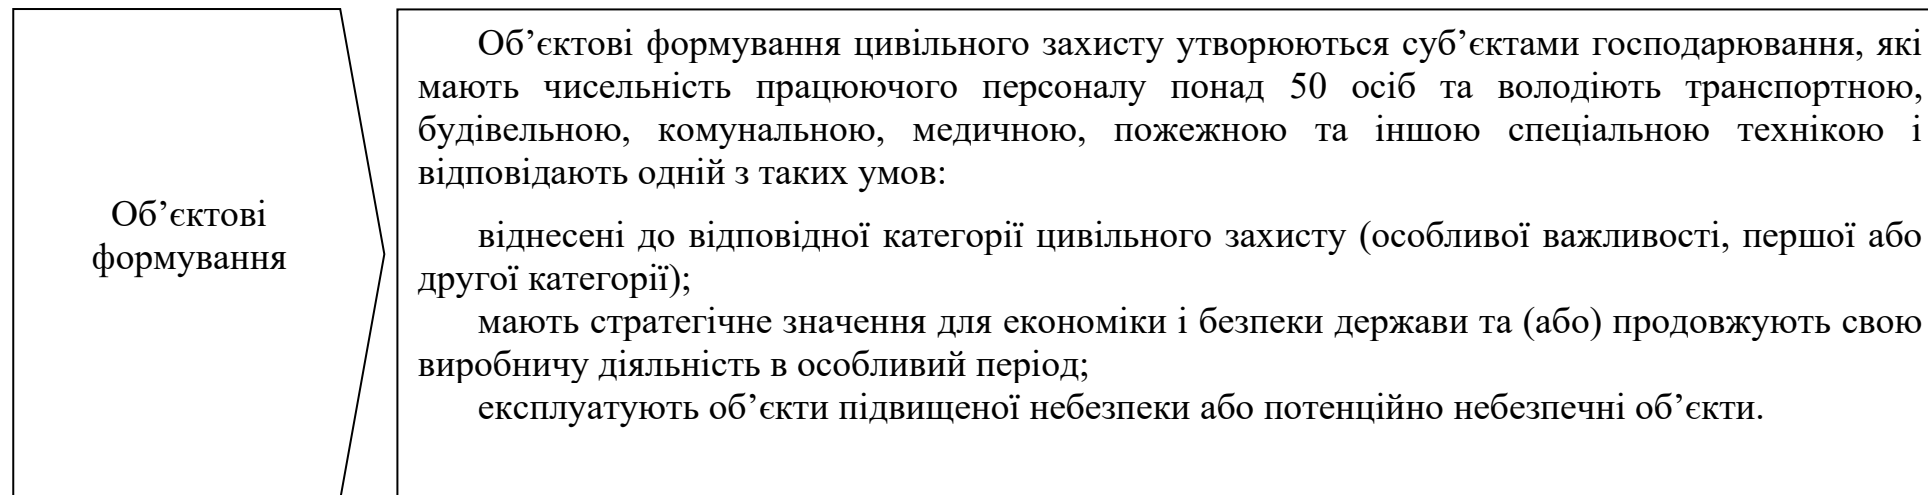 Об’єктові
формування
Об’єктові формування цивільного захисту утворюються суб’єктами господарювання, які
мають чисельність працюючого персоналу понад 50 осіб та володіють транспортною,
будівельною, комунальною, медичною, пожежною та іншою спеціальною технікою і
відповідають одній з таких умов:
віднесені до відповідної категорії цивільного захисту (особливої важливості, першої або
другої категорії);
мають стратегічне значення для економіки і безпеки держави та (або) продовжують свою
виробничу діяльність в особливий період;
експлуатують об’єкти підвищеної небезпеки або потенційно небезпечні об’єкти.